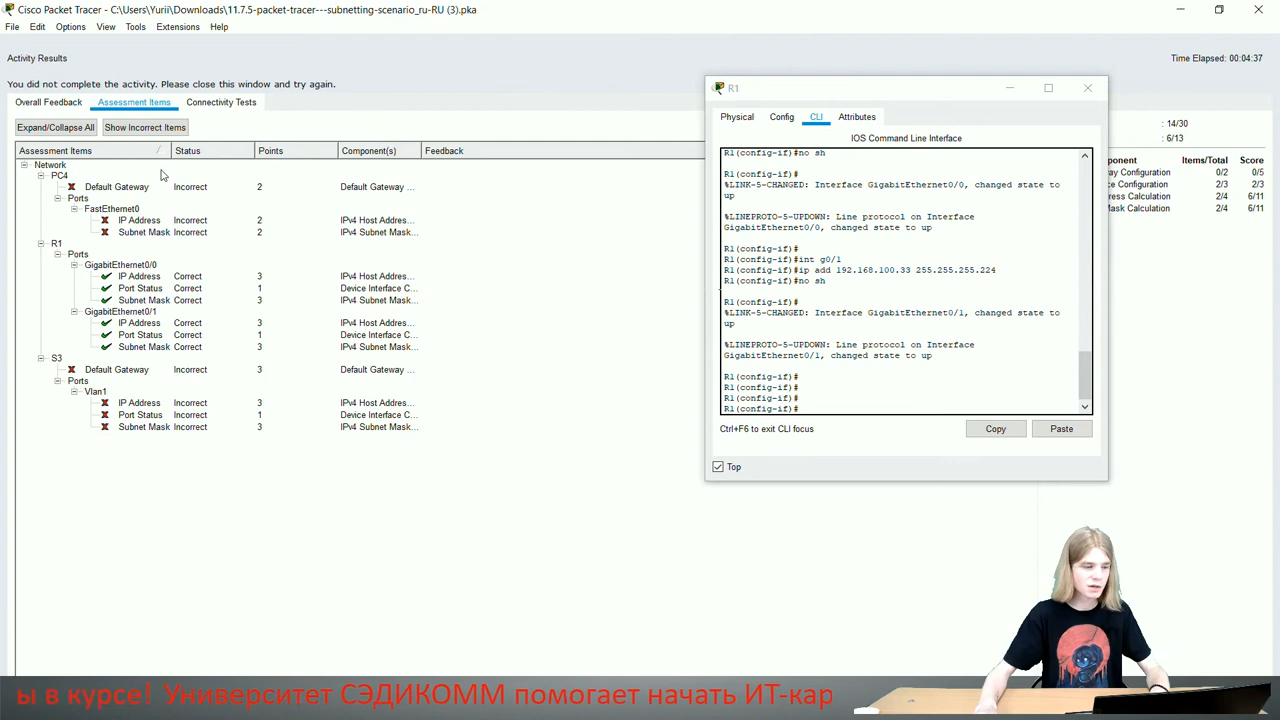 Cisco Packet Tracer - C:\Users\Yurii\Downloads\11.7.5-packet-tracer---subnetting-scenario_ru-RU (3).pka
File Edit Options View Tools Extensions Help
Activity Results
Time Elapsed: 00:04:37
You did not complete the activity. Please close this window and try again.
Overall Feedback Assessment Items Connectivity Tests
Expand/Collapse All Show Incorrect Items
Assessment Items Status Points Component(s) Feedback
Network
PC4
Default Gateway Incorrect 2 Default Gateway ...
Ports
FastEthernet0
IP Address Incorrect 2 IPv4 Host Addres...
Subnet Mask Incorrect 2 IPv4 Subnet Mask...
R1
Ports
GigabitEthernet0/0
IP Address Correct 3 IPv4 Host Addres...
Port Status Correct 1 Device Interface C...
Subnet Mask Correct 3 IPv4 Subnet Mask...
GigabitEthernet0/1
IP Address Correct 3 IPv4 Host Addres...
Port Status Correct 1 Device Interface C...
Subnet Mask Correct 3 IPv4 Subnet Mask...
S3
Default Gateway Incorrect 3 Default Gateway ...
Ports
Vlan1
IP Address Incorrect 3 IPv4 Host Addres...
Port Status Incorrect 1 Device Interface C...
Subnet Mask Incorrect 3 IPv4 Subnet Mask...
R1
Physical Config CLI Attributes
IOS Command Line Interface
R1(config-if)#no sh
R1(config-if)#
%LINK-5-CHANGED: Interface GigabitEthernet0/0, changed state to
up
%LINEPROTO-5-UPDOWN: Line protocol on Interface
GigabitEthernet0/0, changed state to up
R1(config-if)#
R1(config-if)#int g0/1
R1(config-if)#ip add 192.168.100.33 255.255.255.224
R1(config-if)#no sh
R1(config-if)#
%LINK-5-CHANGED: Interface GigabitEthernet0/1, changed state to
up
%LINEPROTO-5-UPDOWN: Line protocol on Interface
GigabitEthernet0/1, changed state to up
R1(config-if)#
R1(config-if)#
R1(config-if)#
R1(config-if)#
Ctrl+F6 to exit CLI focus
Copy Paste
Top
: 14/30
: 6/13
ponent Items/Total Score
ay Configuration 0/2 0/5
ce Configuration 2/3 2/3
ress Calculation 2/4 6/11
Mask Calculation 2/4 6/11
ы в курсе! Университет СЭДИКОММ помогает начать ИТ-кар